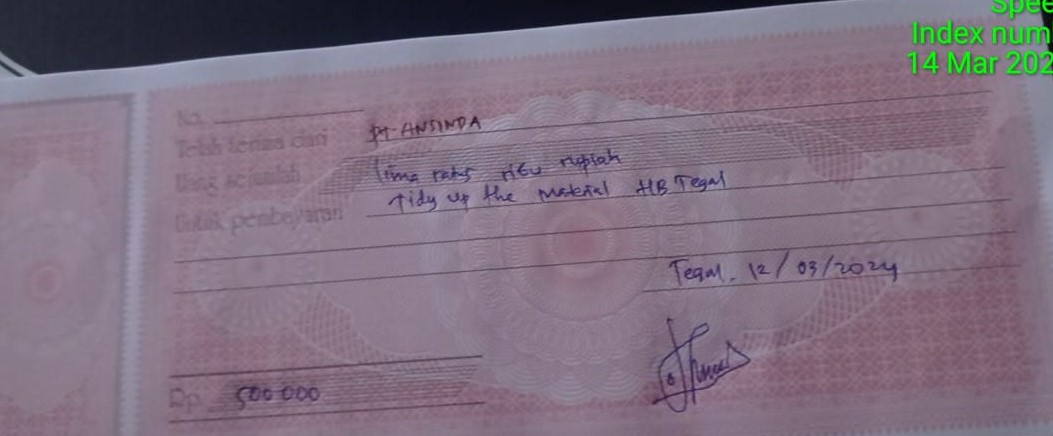 Spee
Index num
14 Mar 202
No.
Telah terima dari PT ANSINDA
Uang sejumlah lima ratus ribu rupiah
Untuk pembayaran Tidy up the Material HB Tegal
Tegal, 12/03/2024
Rp. 500.000